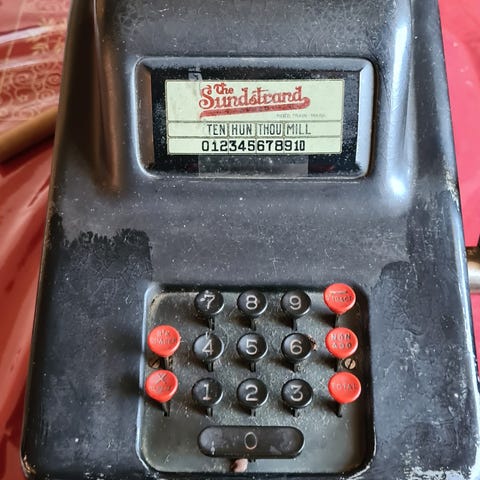 The
Sundstrand
TEN HUN THOU MILL
012345678910
7 8 9
4 5 6 NON ADD
1 2 3 TOTAL
0